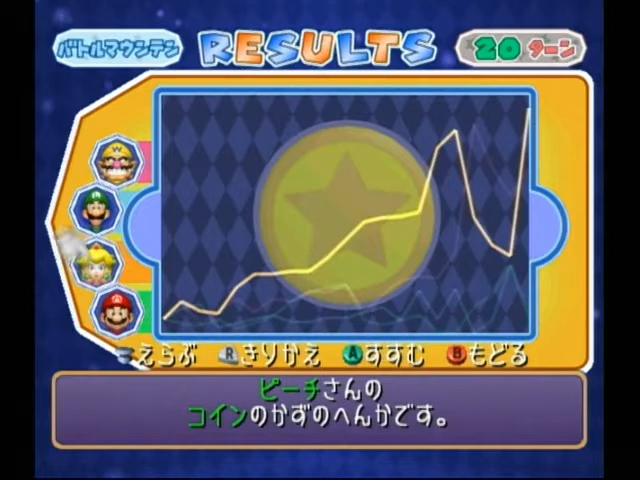 バトルマウンテン RESULTS 20ターン
えらぶ R きりかえ A すすむ B もどる
ピーチさんの
コインのかずのへんかです。